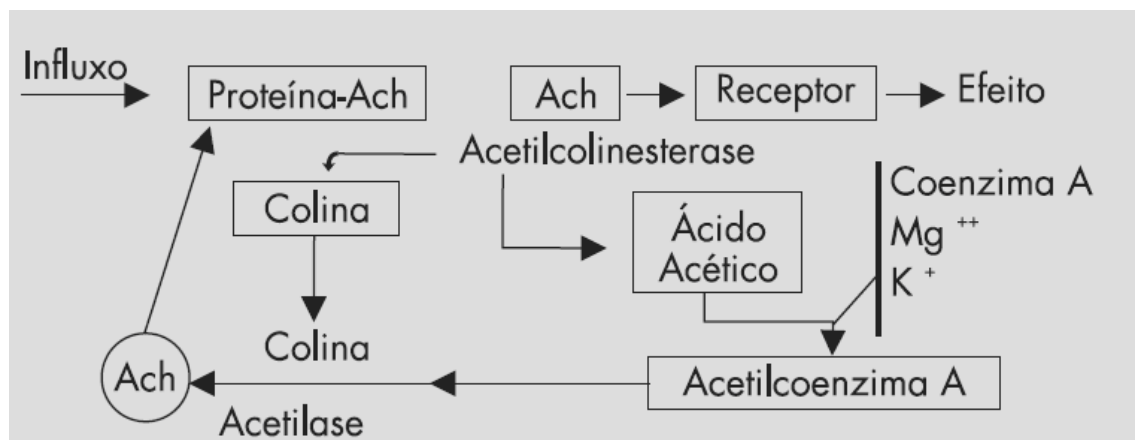 Influxo
Proteína-Ach
Ach
Receptor
Efeito
Acetilcolinesterase
Colina
Ácido
Acético
Coenzima A
Mg ++
K +
Colina
Ach
Acetilase
Acetilcoenzima A